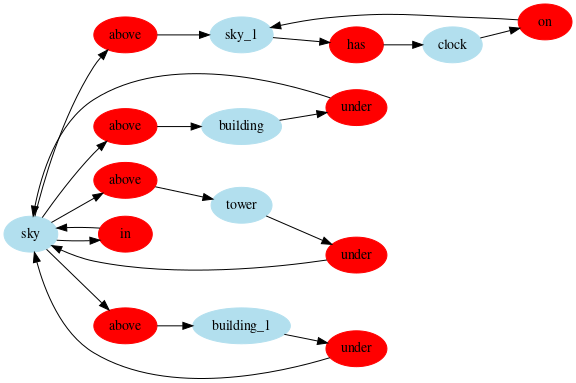 on
above
sky_1
has
clock
under
above
building
above
tower
sky
in
under
above
building_1
under